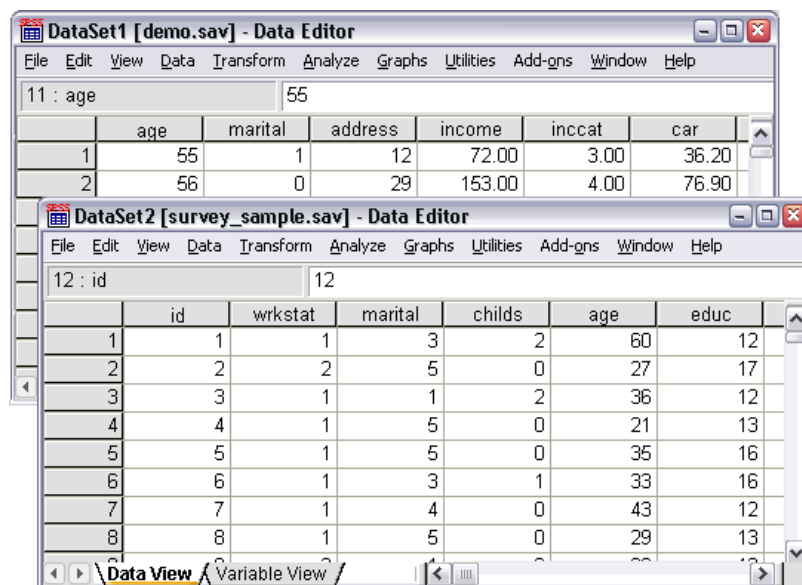 DataSet1 [demo.sav] - Data Editor
File Edit View Data Transform Analyze Graphs Utilities Add-ons Window Help
11 : age 55
age marital address income inccat car
1 55 1 12 72.00 3.00 36.20
2 56 0 29 153.00 4.00 76.90
DataSet2 [survey_sample.sav] - Data Editor
File Edit View Data Transform Analyze Graphs Utilities Add-ons Window Help
12 : id 12
id wrkstat marital childs age educ
1 1 1 3 2 60 12
2 2 2 5 0 27 17
3 3 1 1 2 36 12
4 4 1 5 0 21 13
5 5 1 5 0 35 16
6 6 1 3 1 33 16
7 7 1 4 0 43 12
8 8 1 5 0 29 13
Data View Variable View